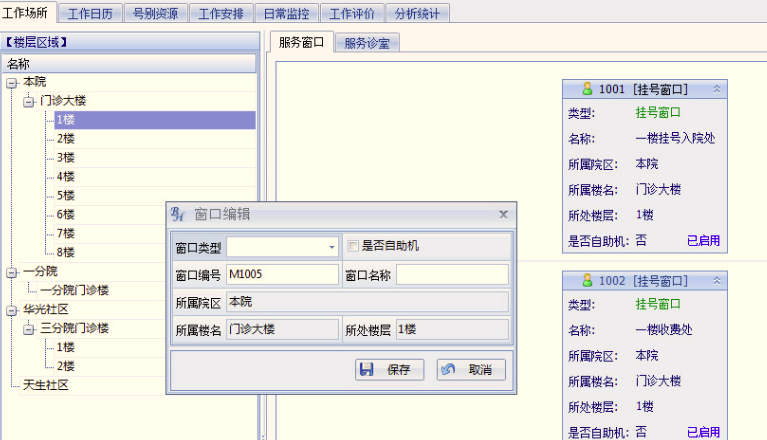 工作场所 工作日历 号别资源 工作安排 日常监控 工作评价 分析统计
【楼层区域】
名称
本院
门诊大楼
1楼
2楼
3楼
4楼
5楼
6楼
7楼
8楼
一分院
一分院门诊楼
华光社区
三分院门诊楼
1楼
2楼
天生社区
服务窗口 服务诊室
1001 [挂号窗口]
类型: 挂号窗口
名称: 一楼挂号入院处
所属院区: 本院
所属楼名: 门诊大楼
所处楼层: 1楼
是否自助机: 否 已启用
1002 [挂号窗口]
类型: 挂号窗口
名称: 一楼收费处
所属院区: 本院
所属楼名: 门诊大楼
所处楼层: 1楼
是否自助机: 否 已启用
窗口编辑
窗口类型 是否自助机
窗口编号 M1005 窗口名称
所属院区 本院
所属楼名 门诊大楼 所处楼层 1楼
保存 取消